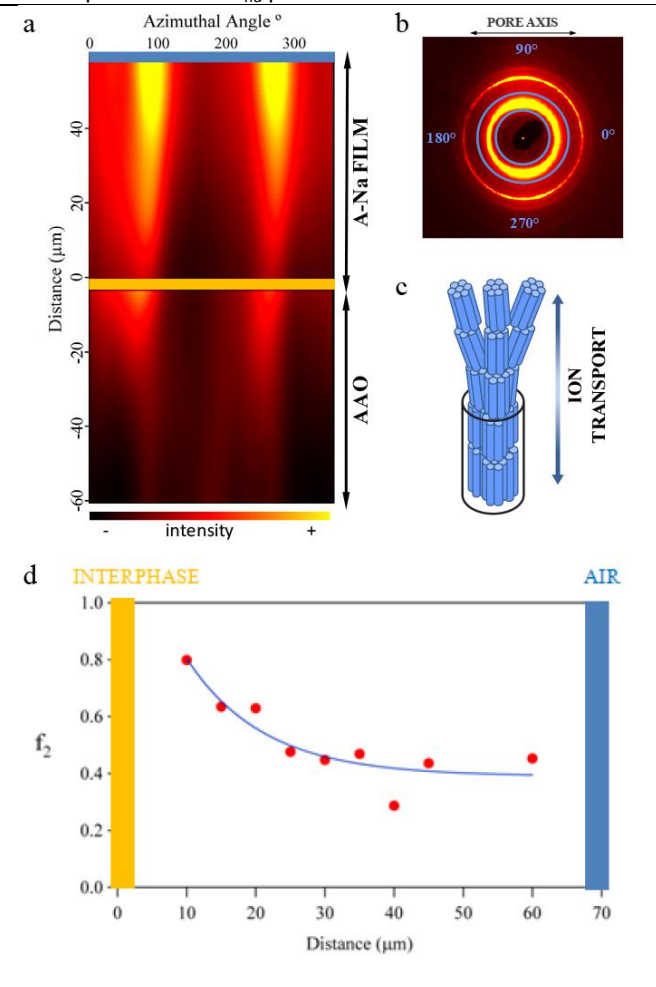 a
Azimuthal Angle º
0 100 200 300
Distance (µm)
40
20
0
-20
-40
-60
A-Na FILM
AAO
- intensity +
b
PORE AXIS
90°
180°
0°
270°
c
ION
TRANSPORT
d
INTERPHASE AIR
1.0
0.8
0.6
0.4
0.2
0.0
f2
0 10 20 30 40 50 60 70
Distance (µm)